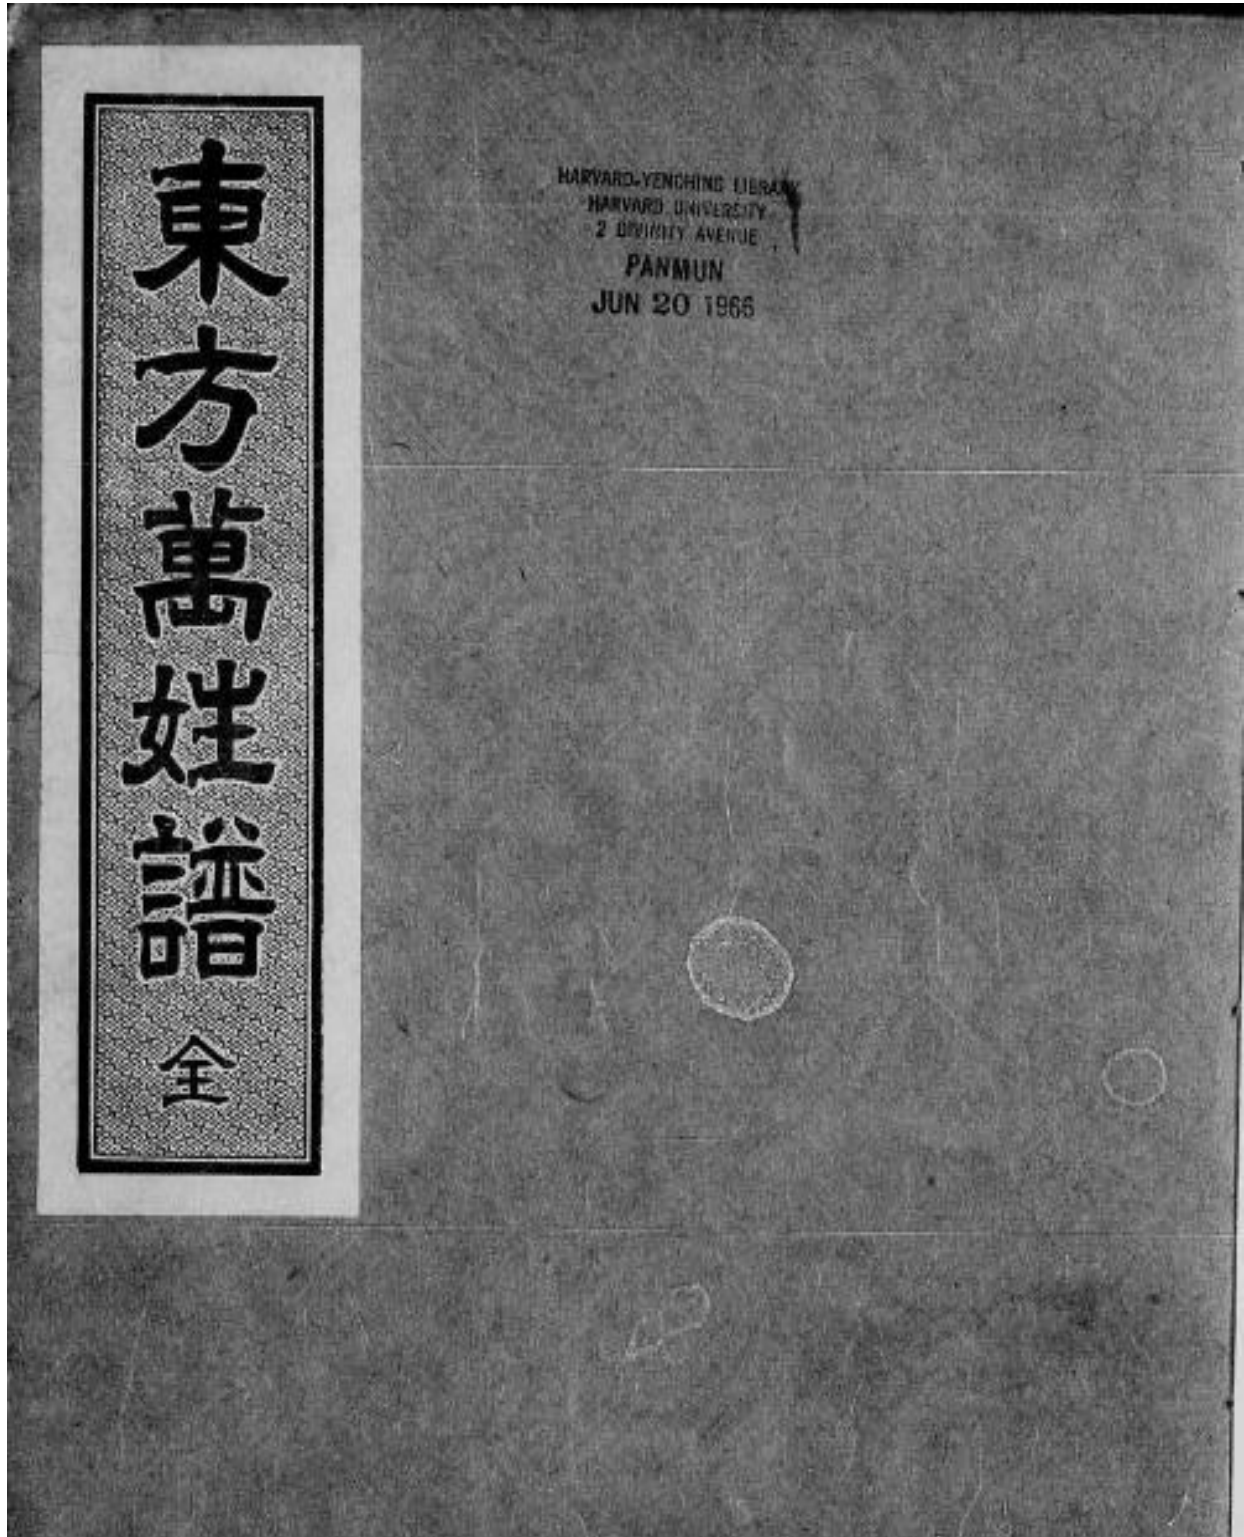 東方萬姓譜 全
HARVARD-YENCHING LIBRARY
HARVARD UNIVERSITY
2 DIVINITY AVENUE
PANMUN
JUN 20 1966